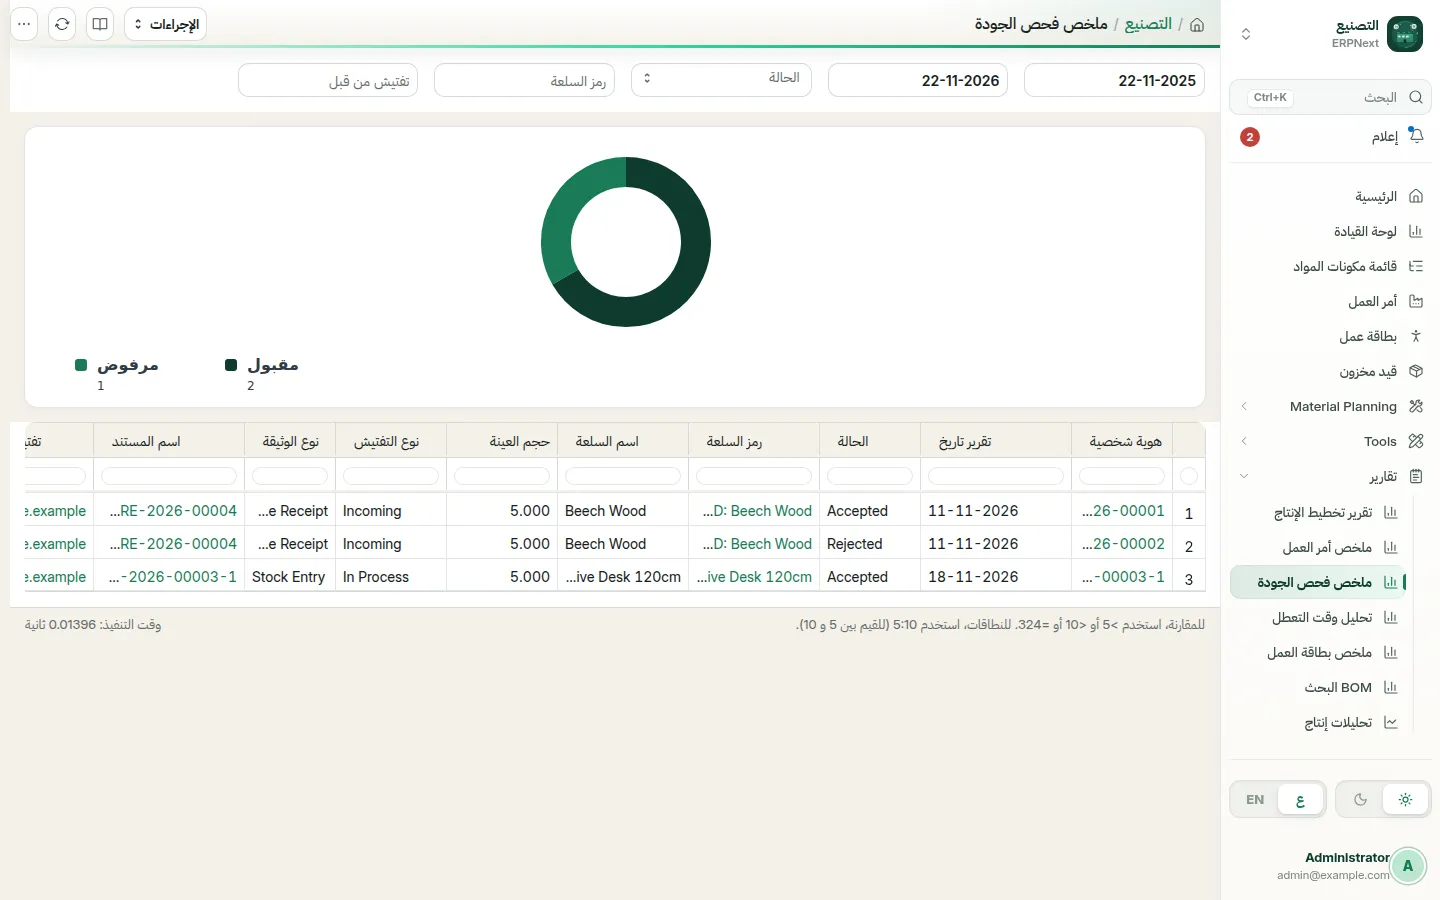 التصنيع
ERPNext
البحث
Ctrl+K
إعلام
2
الرئيسية
لوحة القيادة
قائمة مكونات المواد
أمر العمل
بطاقة عمل
قيد مخزون
Material Planning
Tools
تقارير
تقرير تخطيط الإنتاج
ملخص أمر العمل
ملخص فحص الجودة
تحليل وقت التعطل
ملخص بطاقة العمل
BOM البحث
تحليلات إنتاج
ع EN
Administrator
admin@example.com
A
التصنيع / ملخص فحص الجودة
الإجراءات
22-11-2025 22-11-2026 الحالة رمز السلعة تفتيش من قبل
مقبول مرفوض
2 1
هوية شخصية تقرير تاريخ الحالة رمز السلعة اسم السلعة حجم العينة نوع التفتيش نوع الوثيقة اسم المستند تفتي
1 ...26-00001 11-11-2026 Accepted ...D: Beech Wood Beech Wood 5.000 Incoming ...e Receipt ...RE-2026-00004 e.example
2 ...26-00002 11-11-2026 Rejected ...D: Beech Wood Beech Wood 5.000 Incoming ...e Receipt ...RE-2026-00004 e.example
3 ...-00003-1 18-11-2026 Accepted ...ive Desk 120cm ...ive Desk 120cm 5.000 In Process Stock Entry ...-2026-00003-1 e.example
للمقارنة، استخدم >5 أو <10 أو =324. للنطاقات، استخدم 5:10 (للقيم بين 5 و 10).
وقت التنفيذ: 0.01396 ثانية